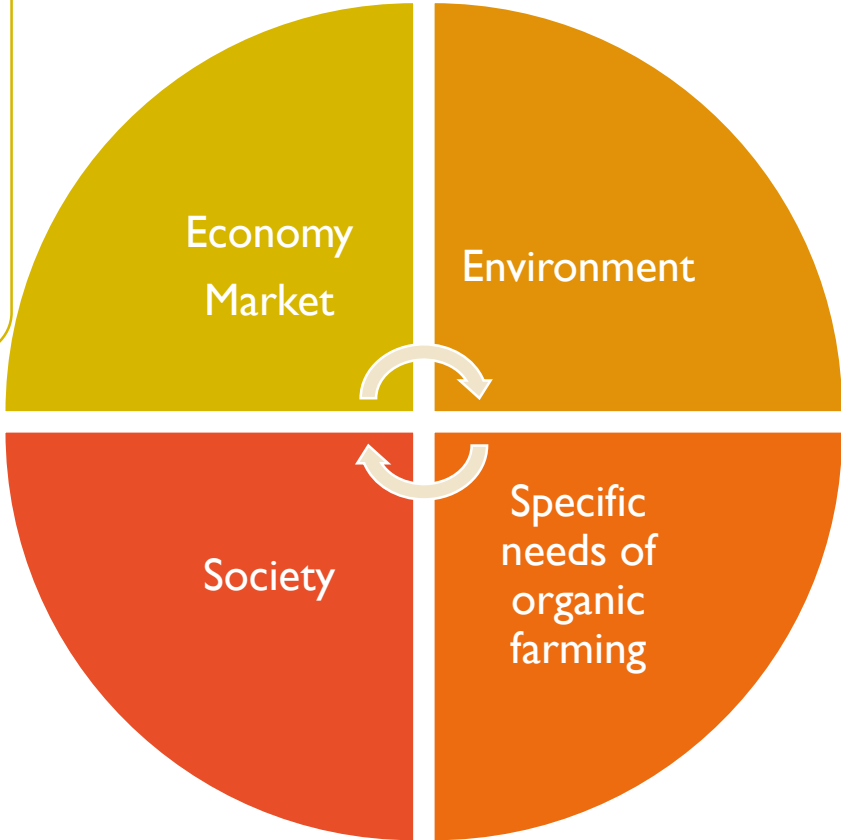 Economy
Market
Environment
Society
Specific
needs of
organic
farming